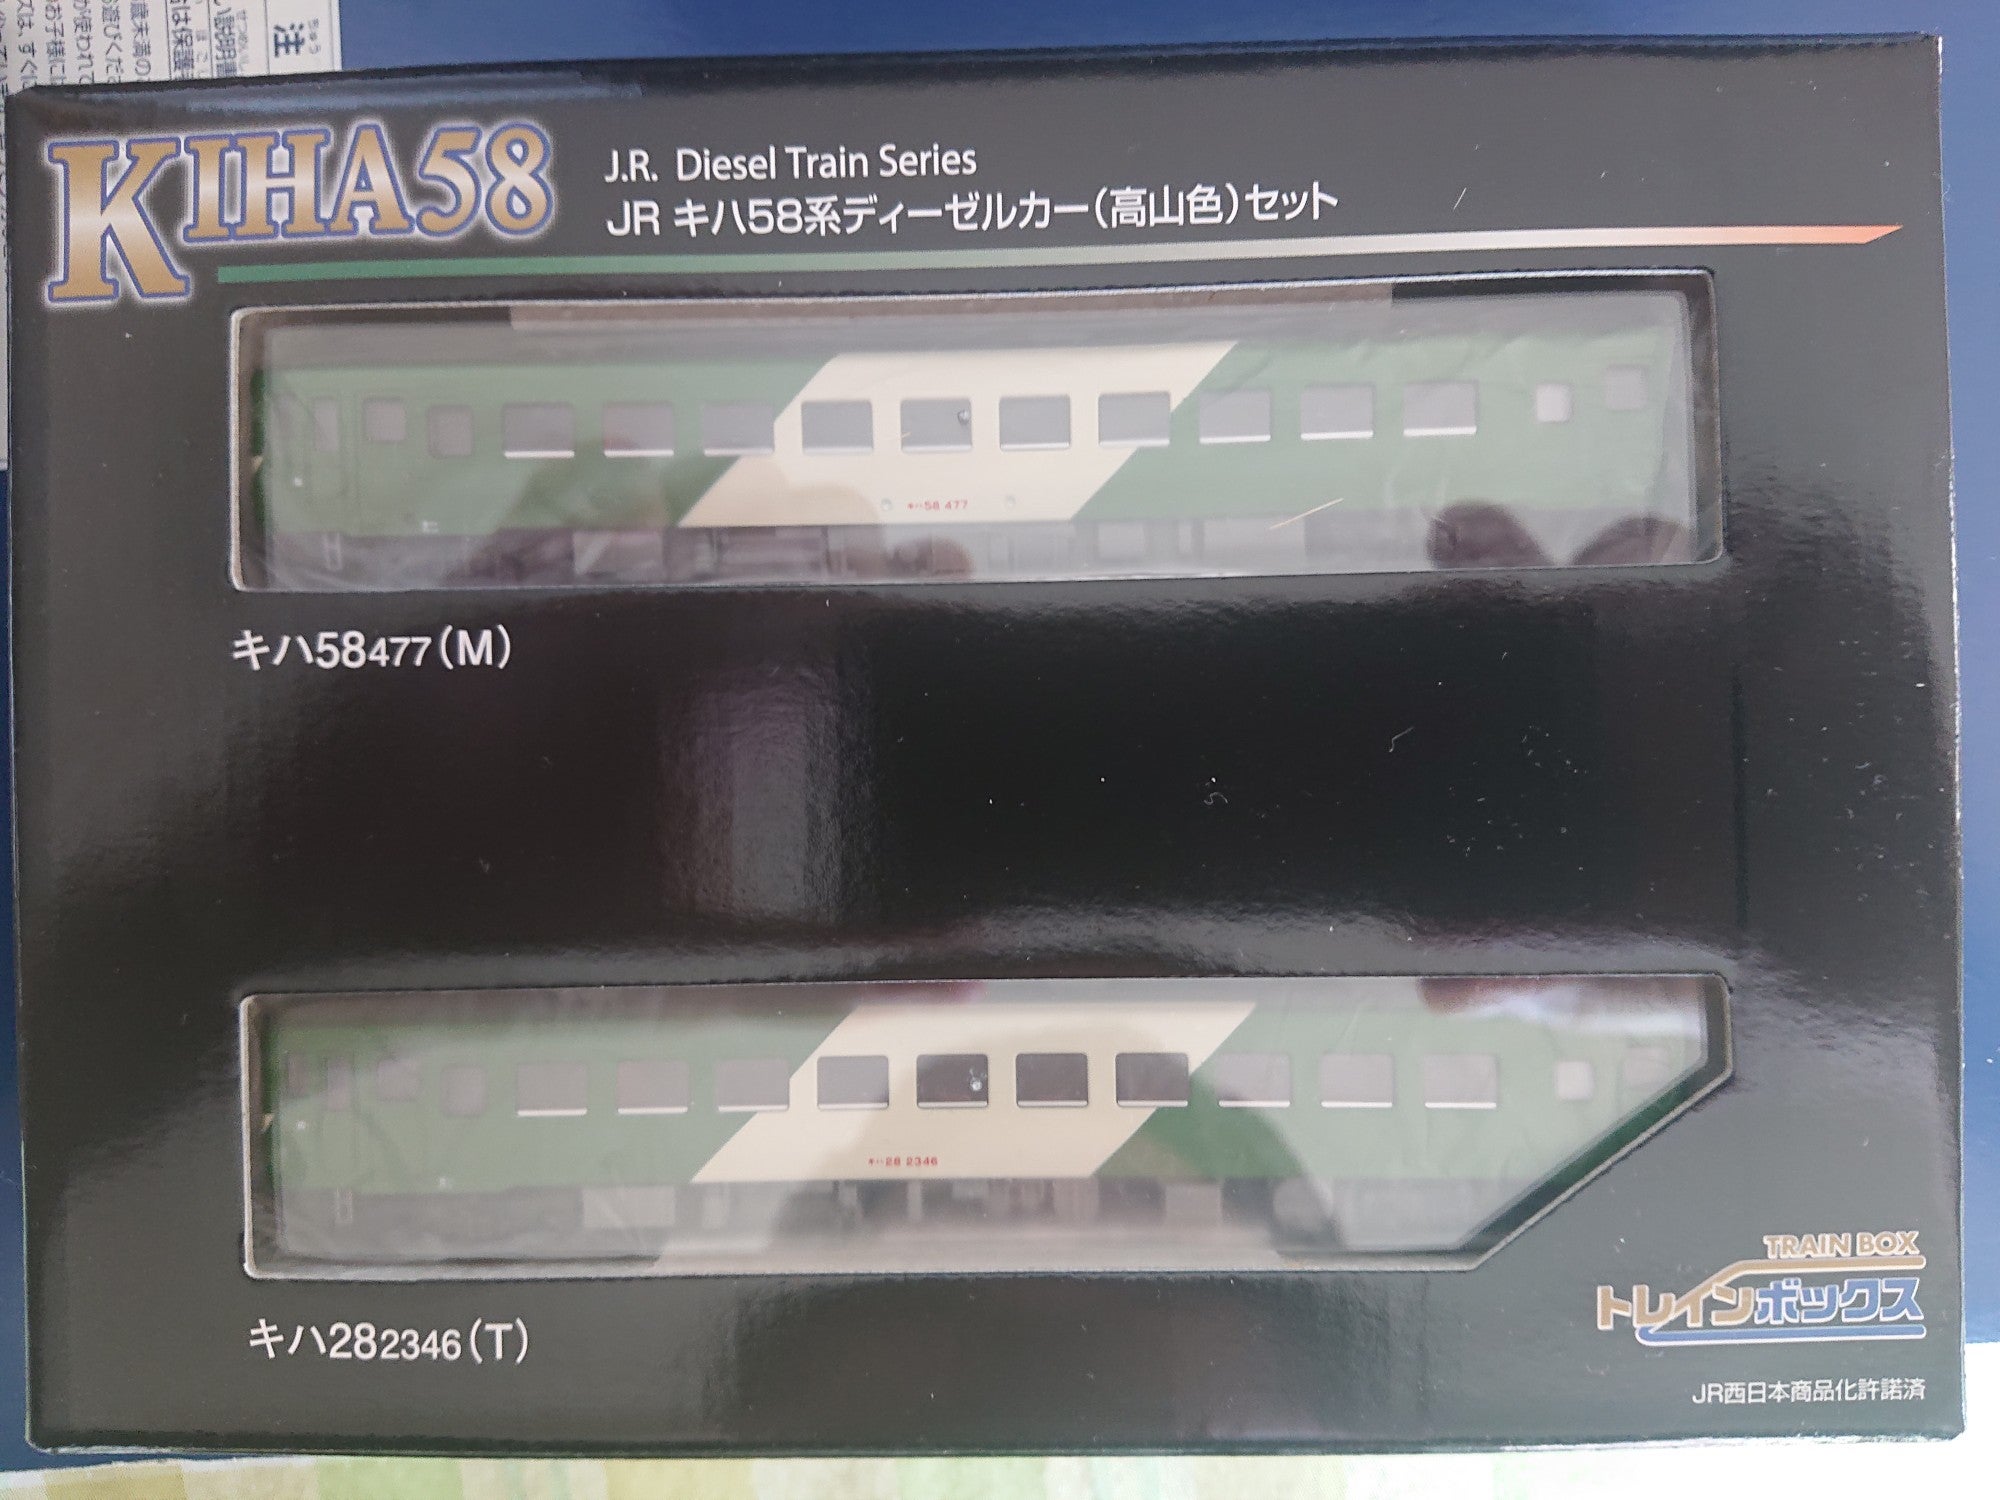 注
KIHA58
J.R. Diesel Train Series
JR キハ58系ディーゼルカー(高山色)セット
キハ58 477
キハ58477(M)
キハ28 2346
キハ282346(T)
TRAIN BOX
トレインボックス
JR西日本商品化許諾済